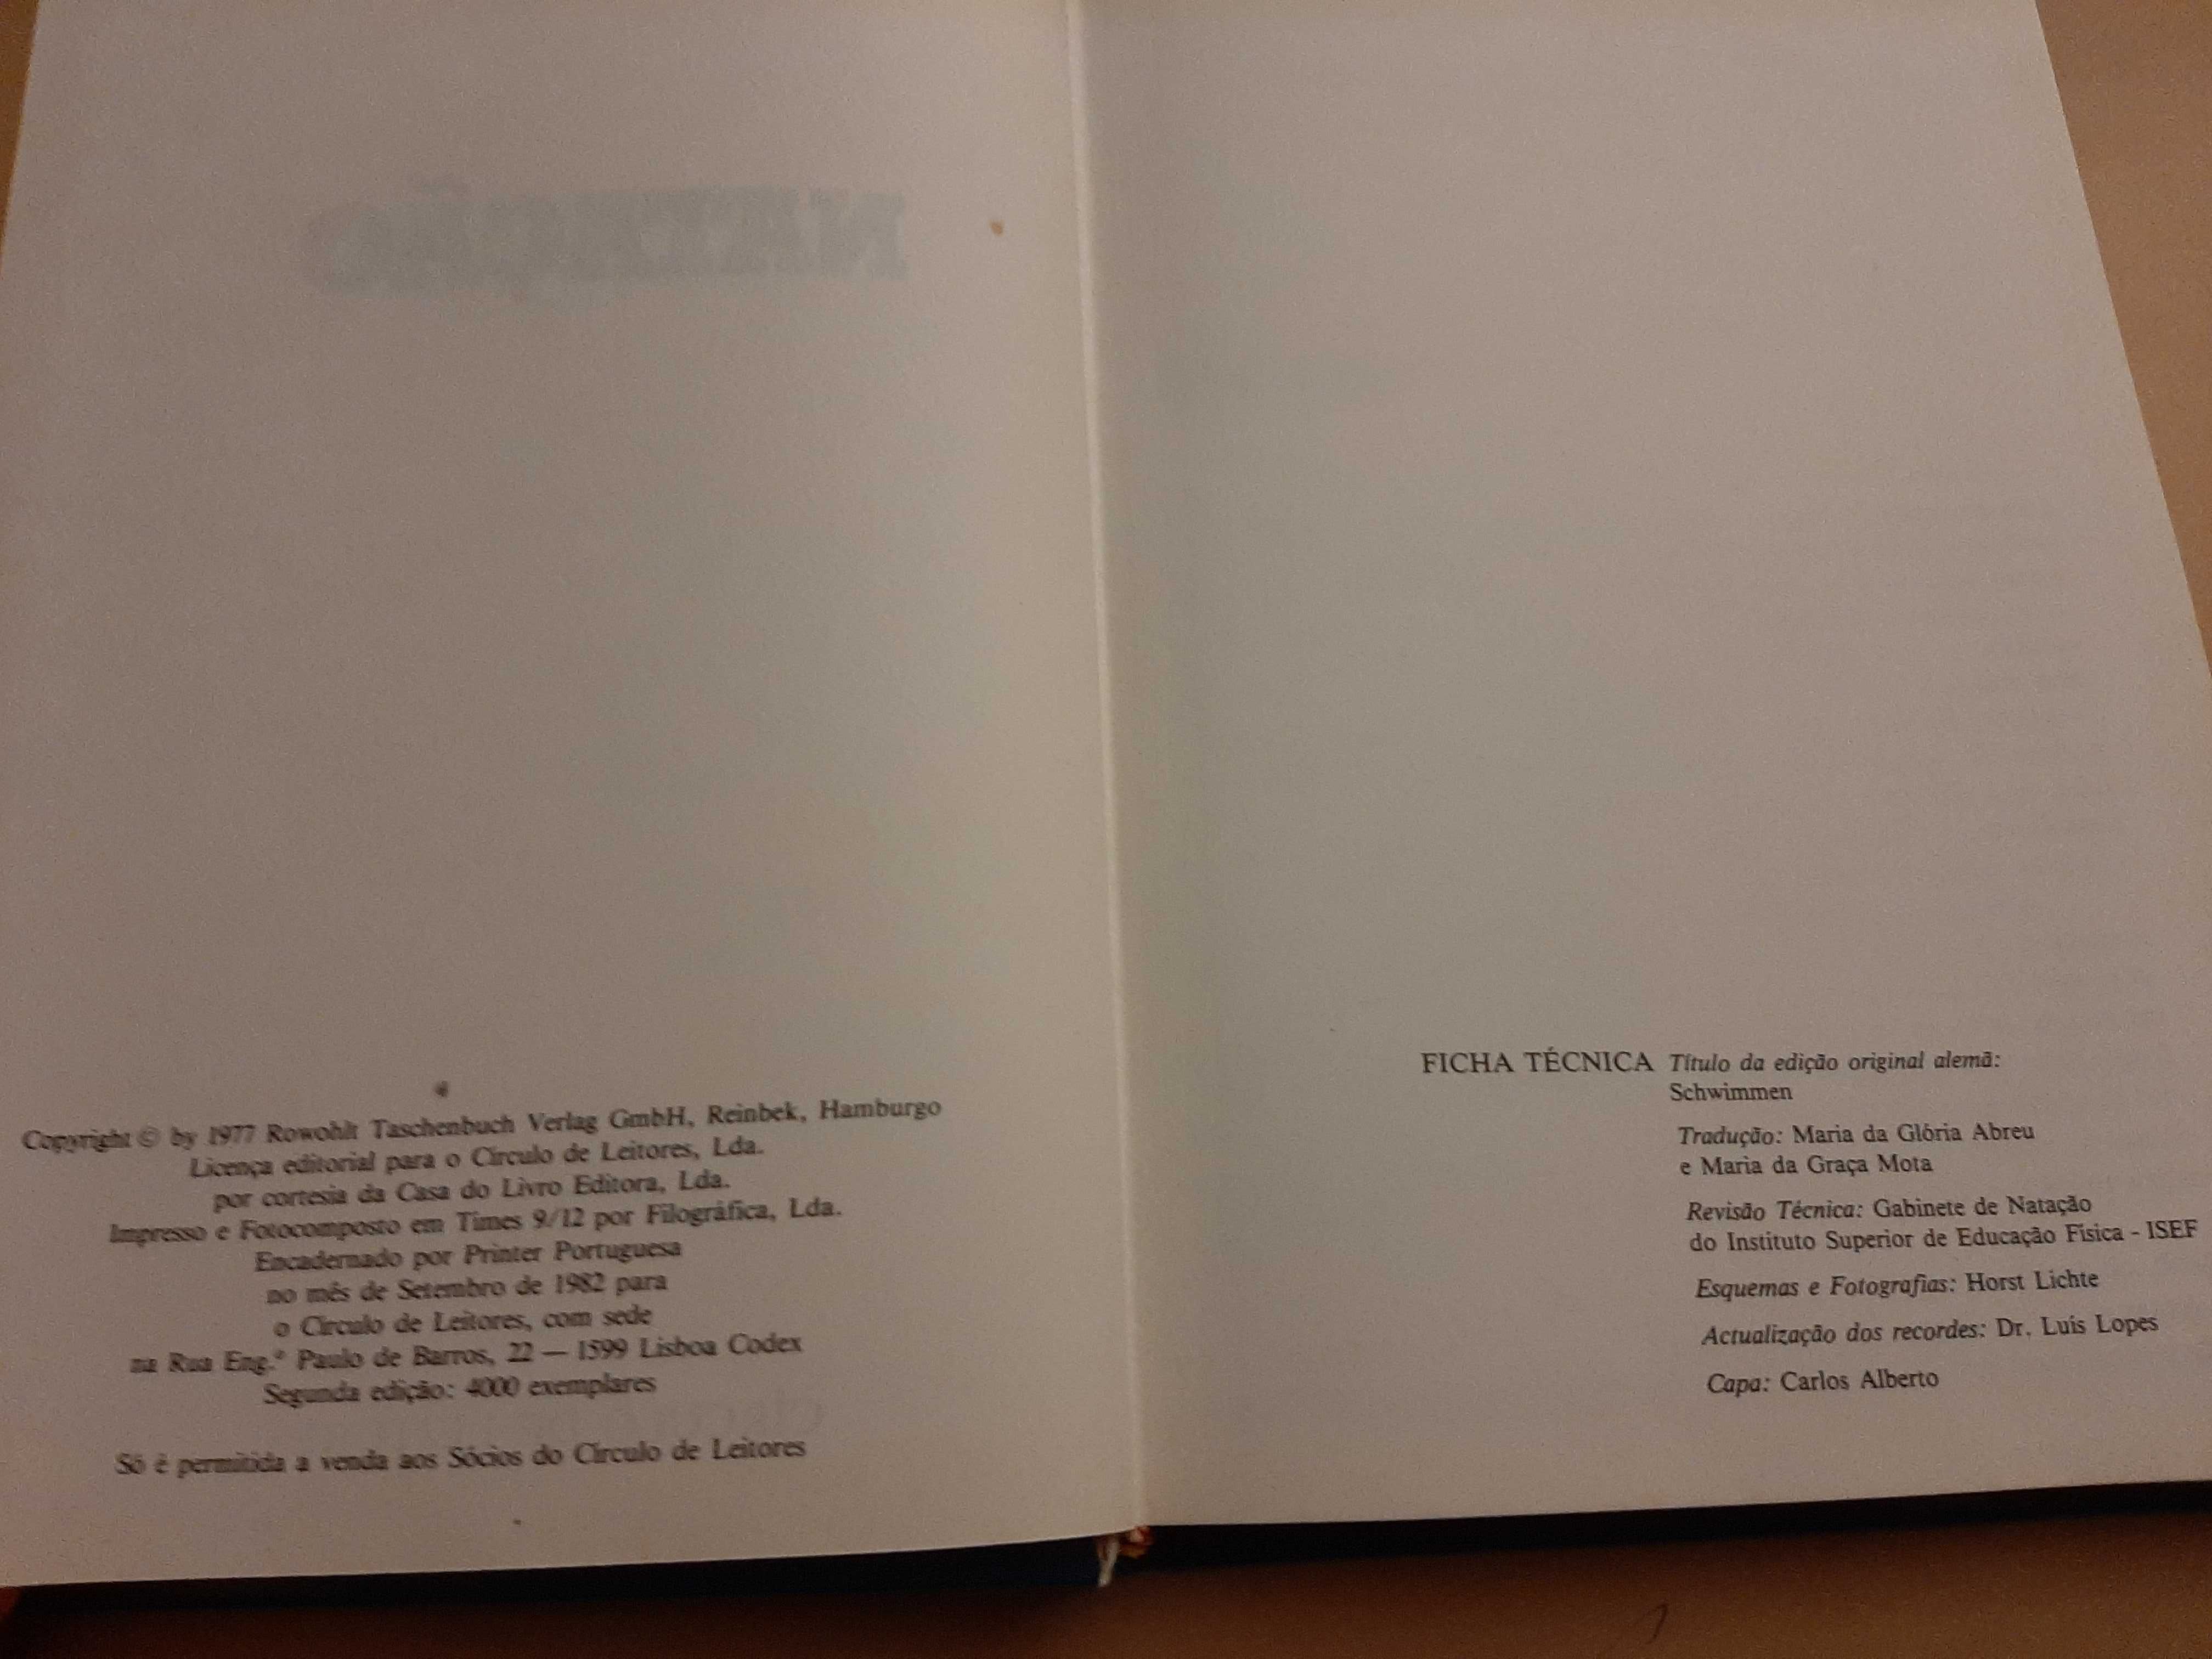 Copyright © by 1977 Rowohlt Taschenbuch Verlag GmbH, Reinbek, Hamburgo
Licença editorial para o Círculo de Leitores, Lda.
por cortesia da Casa do Livro Editora, Lda.
Impresso e Fotocomposto em Times 9/12 por Filográfica, Lda.
Encadernado por Printer Portuguesa
no mês de Setembro de 1982 para
o Círculo de Leitores, com sede
na Rua Eng.º Paulo de Barros, 22 — 1599 Lisboa Codex
Segunda edição: 4000 exemplares
Só é permitida a venda aos Sócios do Círculo de Leitores
FICHA TÉCNICA Título da edição original alemã:
Schwimmen
Tradução: Maria da Glória Abreu
e Maria da Graça Mota
Revisão Técnica: Gabinete de Natação
do Instituto Superior de Educação Física - ISEF
Esquemas e Fotografias: Horst Lichte
Actualização dos recordes: Dr. Luís Lopes
Capa: Carlos Alberto